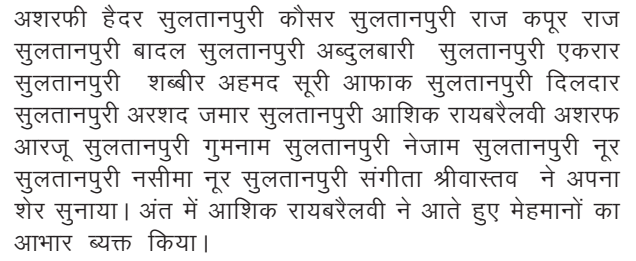 अशरफी हैदर सुलतानपुरी कौसर सुलतानपुरी राज कपूर राज
सुलतानपुरी बादल सुलतानपुरी अब्दुलबारी सुलतानपुरी एकरार
सुलतानपुरी शब्बीर अहमद सूरी आफाक सुलतानपुरी दिलदार
सुलतानपुरी अरशद जमार सुलतानपुरी आशिक रायबरैलवी अशरफ
आरजू सुलतानपुरी गुमनाम सुलतानपुरी नेजाम सुलतानपुरी नूर
सुलतानपुरी नसीमा नूर सुलतानपुरी संगीता श्रीवास्तव ने अपना
शेर सुनाया। अंत में आशिक रायबरैलवी ने आते हुए मेहमानों का
आभार ब्यक्त किया।